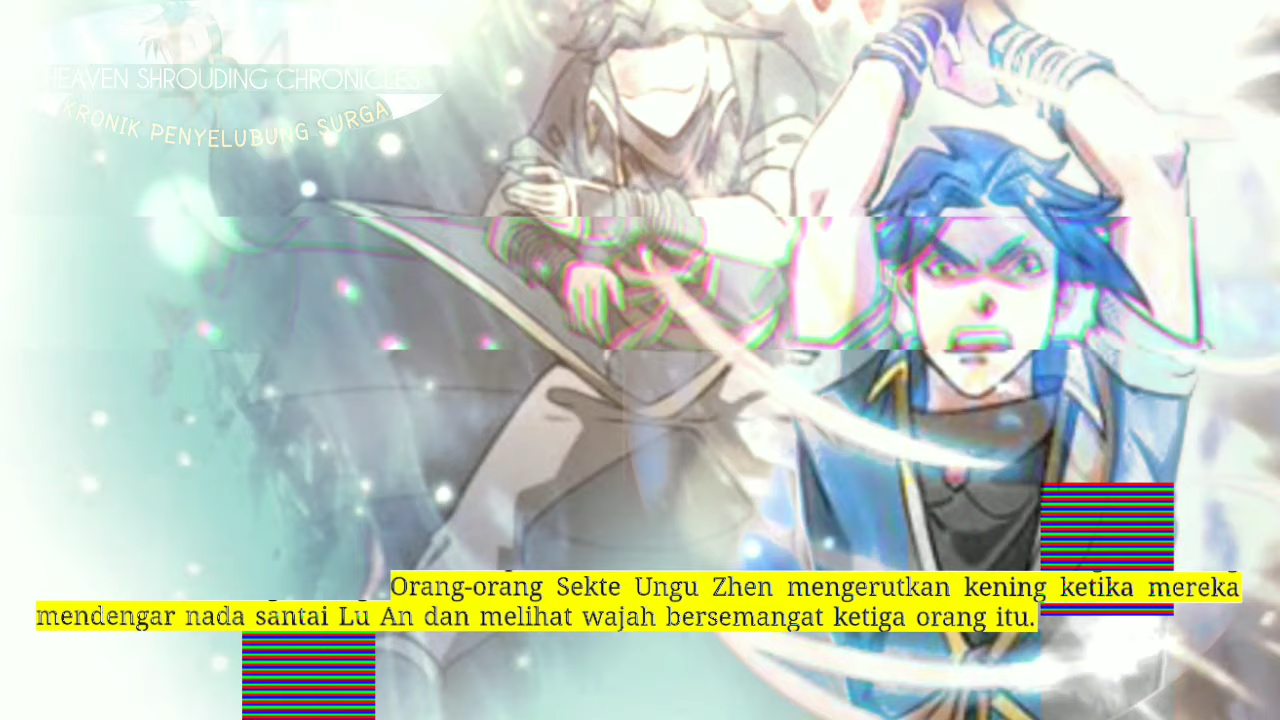 HEAVEN SHROUDING CHRONICLES
KRONIK PENYELUBUNG SURGA
Orang-orang Sekte Ungu Zhen mengerutkan kening ketika mereka
mendengar nada santai Lu An dan melihat wajah bersemangat ketiga orang itu.